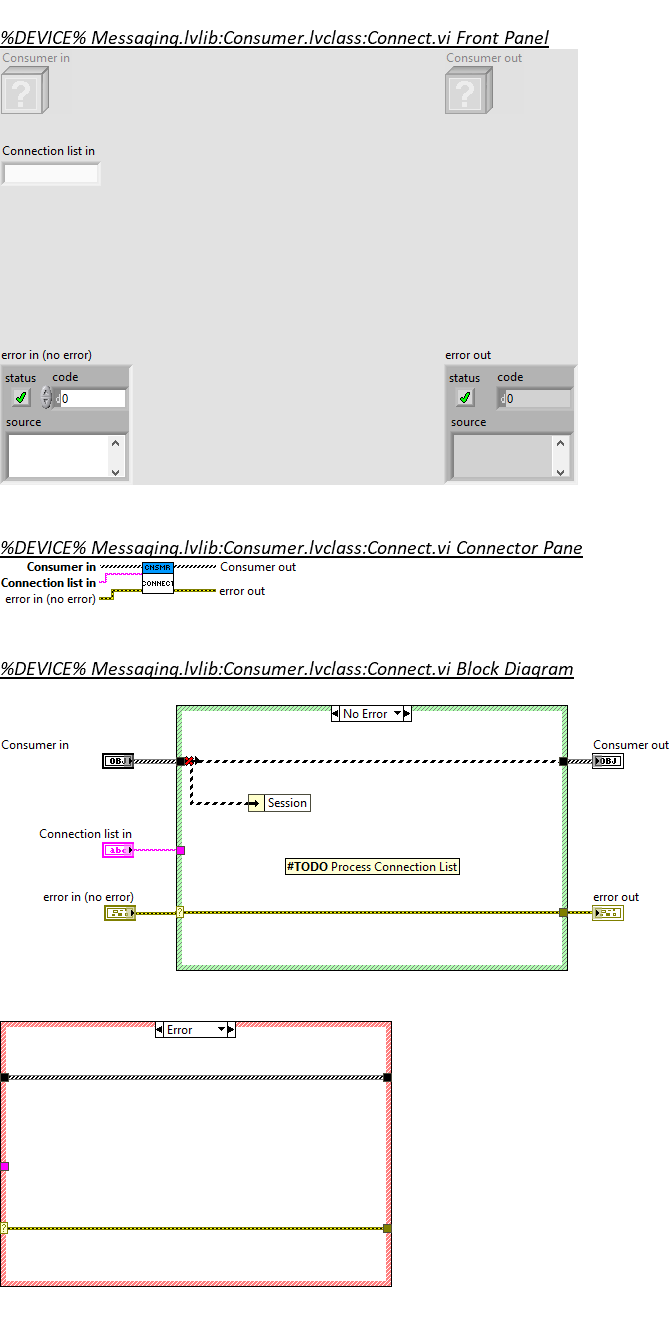 %DEVICE% Messaging.lvlib:Consumer.lvclass:Connect.vi Front Panel
Consumer in
Consumer out
?
?
Connection list in
error in (no error)
error out
status
code
status
code
d
0
d
0
source
source
%DEVICE% Messaging.lvlib:Consumer.lvclass:Connect.vi Connector Pane
Consumer in
CNSMR
Consumer out
Connection list in
CONNECT
error in (no error)
error out
%DEVICE% Messaging.lvlib:Consumer.lvclass:Connect.vi Block Diagram
No Error
Consumer in
Consumer out
OBJ
OBJ
Session
Connection list in
abc
#TODO Process Connection List
error in (no error)
error out
?
Error
?